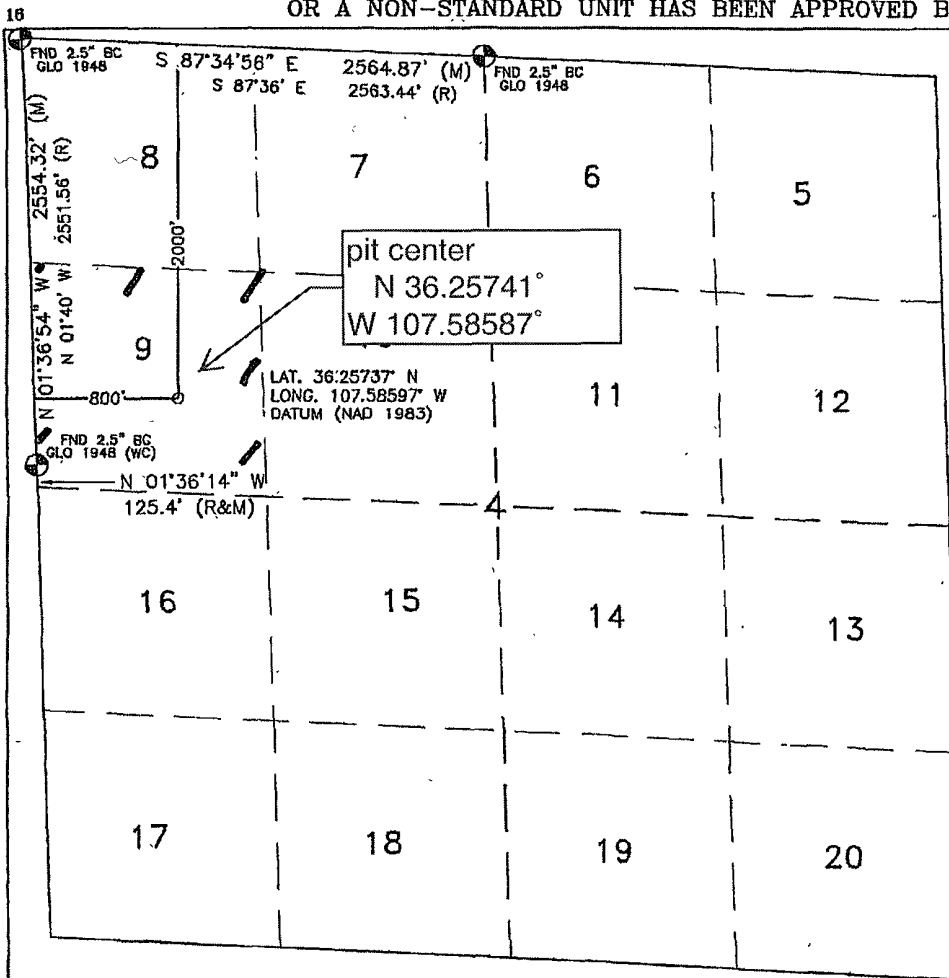 OR A NON-STANDARD UNIT HAS BEEN APPROVED B
16
FND 2.5" BC
GLO 1948
S 87°34'56" E
2564.87' (M)
S 87°36' E
2563.44' (R)
FND 2.5" BC
GLO 1948
2554.32' (M)
2551.56' (R)
8
7
6
5
2000'
pit center
N 36.25741°
W 107.58587°
N 01°36'54" W
N 01°40' W
9
11
12
LAT. 36.25737° N
LONG. 107.58597° W
DATUM (NAD 1983)
800'
FND 2.5" BC
GLO 1948 (WC)
N 01°36'14" W
125.4' (R&M)
4
16
15
14
13
17
18
19
20